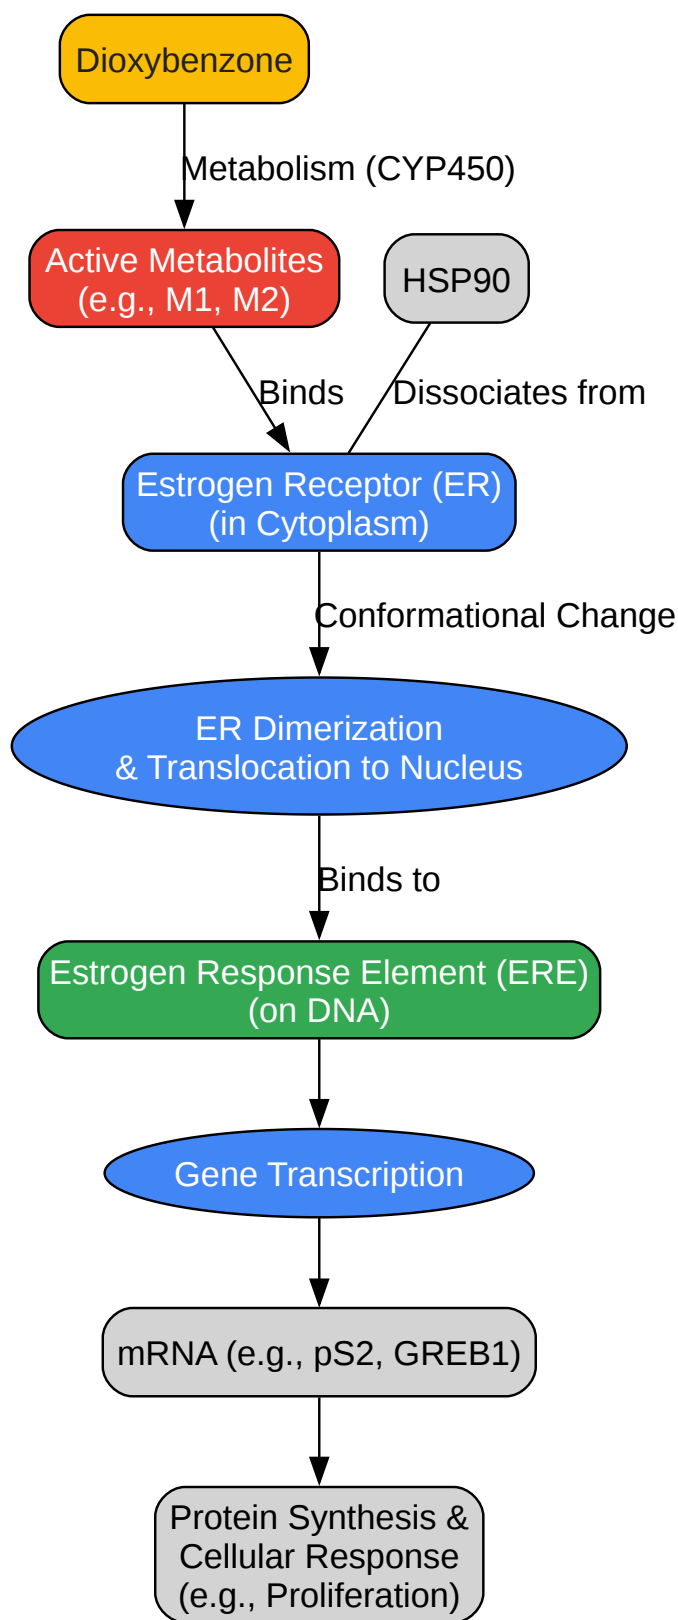 Dioxybenzone
Metabolism (CYP450)
Active Metabolites
(e.g., M1, M2)
HSP90
Binds
Dissociates from
Estrogen Receptor (ER)
(in Cytoplasm)
Conformational Change
ER Dimerization
& Translocation to Nucleus
Binds to
Estrogen Response Element (ERE)
(on DNA)
Gene Transcription
mRNA (e.g., pS2, GREB1)
Protein Synthesis &
Cellular Response
(e.g., Proliferation)